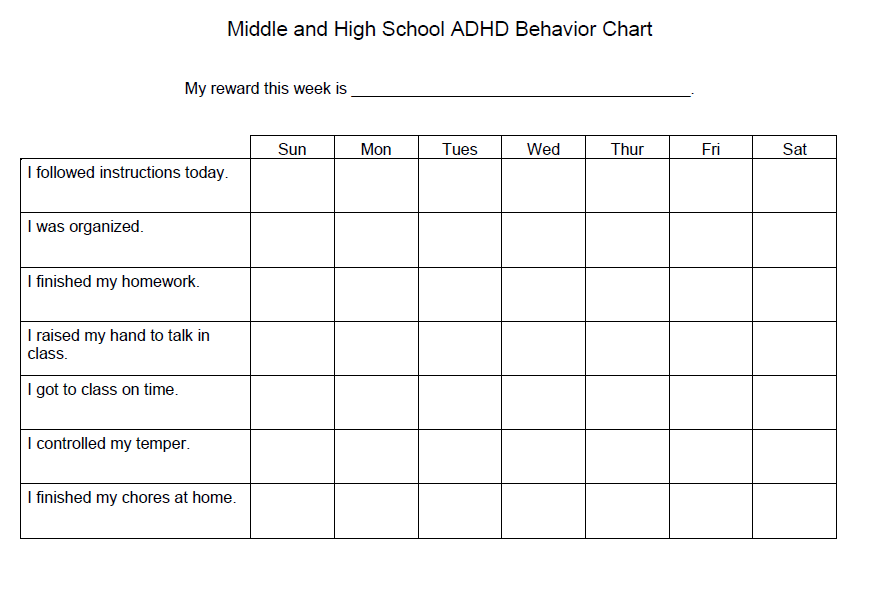 Middle and High School ADHD Behavior Chart
My reward this week is ______________________________________.
Sun Mon Tues Wed Thur Fri Sat
I followed instructions today.
I was organized.
I finished my homework.
I raised my hand to talk in
class.
I got to class on time.
I controlled my temper.
I finished my chores at home.